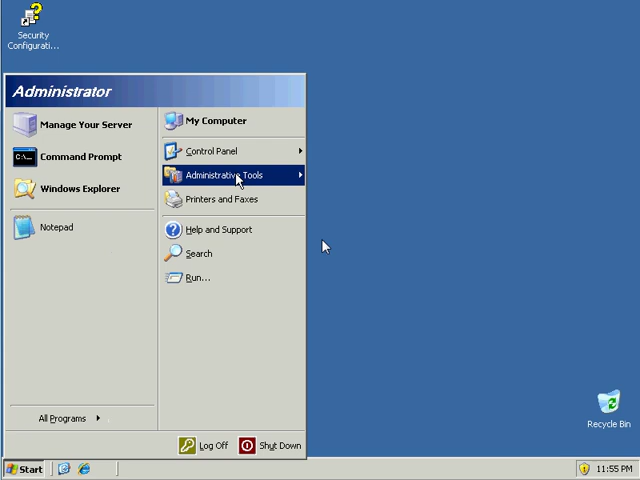 Security
Configurati...
Administrator
Manage Your Server
Command Prompt
C:\...
Windows Explorer
Notepad
All Programs
My Computer
Control Panel
Administrative Tools
Printers and Faxes
Help and Support
Search
Run...
Log Off
Shut Down
Recycle Bin
Start
11:55 PM